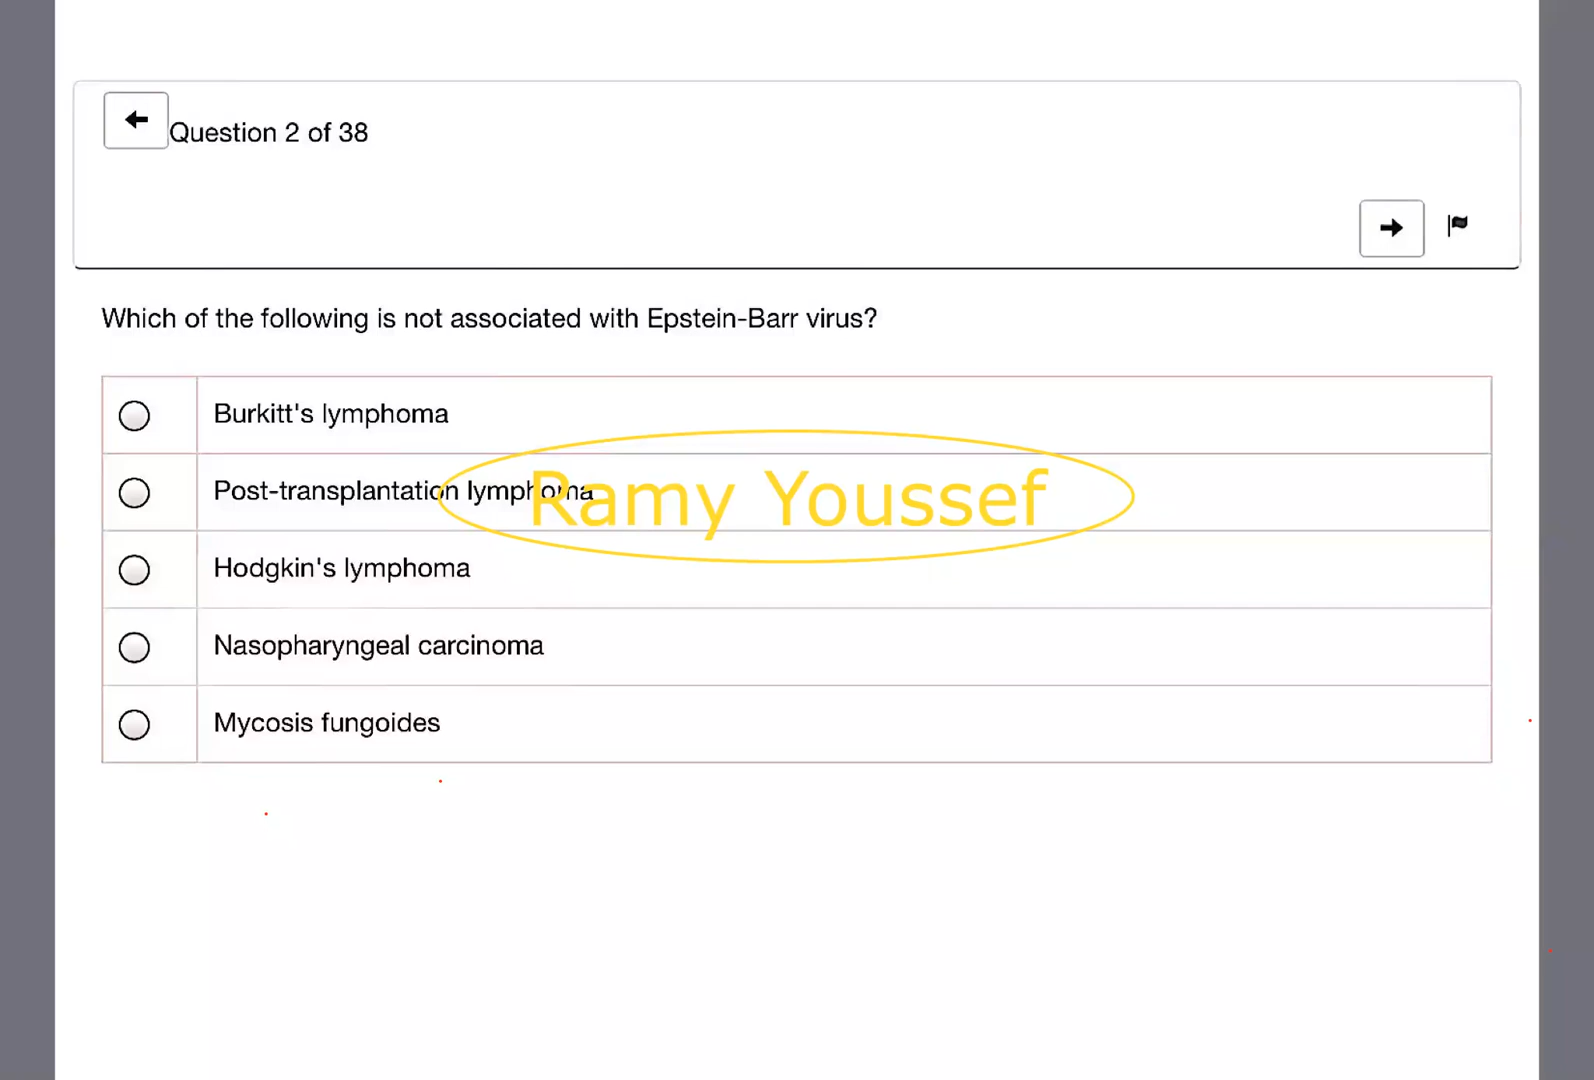 Question 2 of 38
Which of the following is not associated with Epstein-Barr virus?
Burkitt's lymphoma
Post-transplantation lymphoma
Ramy Youssef
Hodgkin's lymphoma
Nasopharyngeal carcinoma
Mycosis fungoides